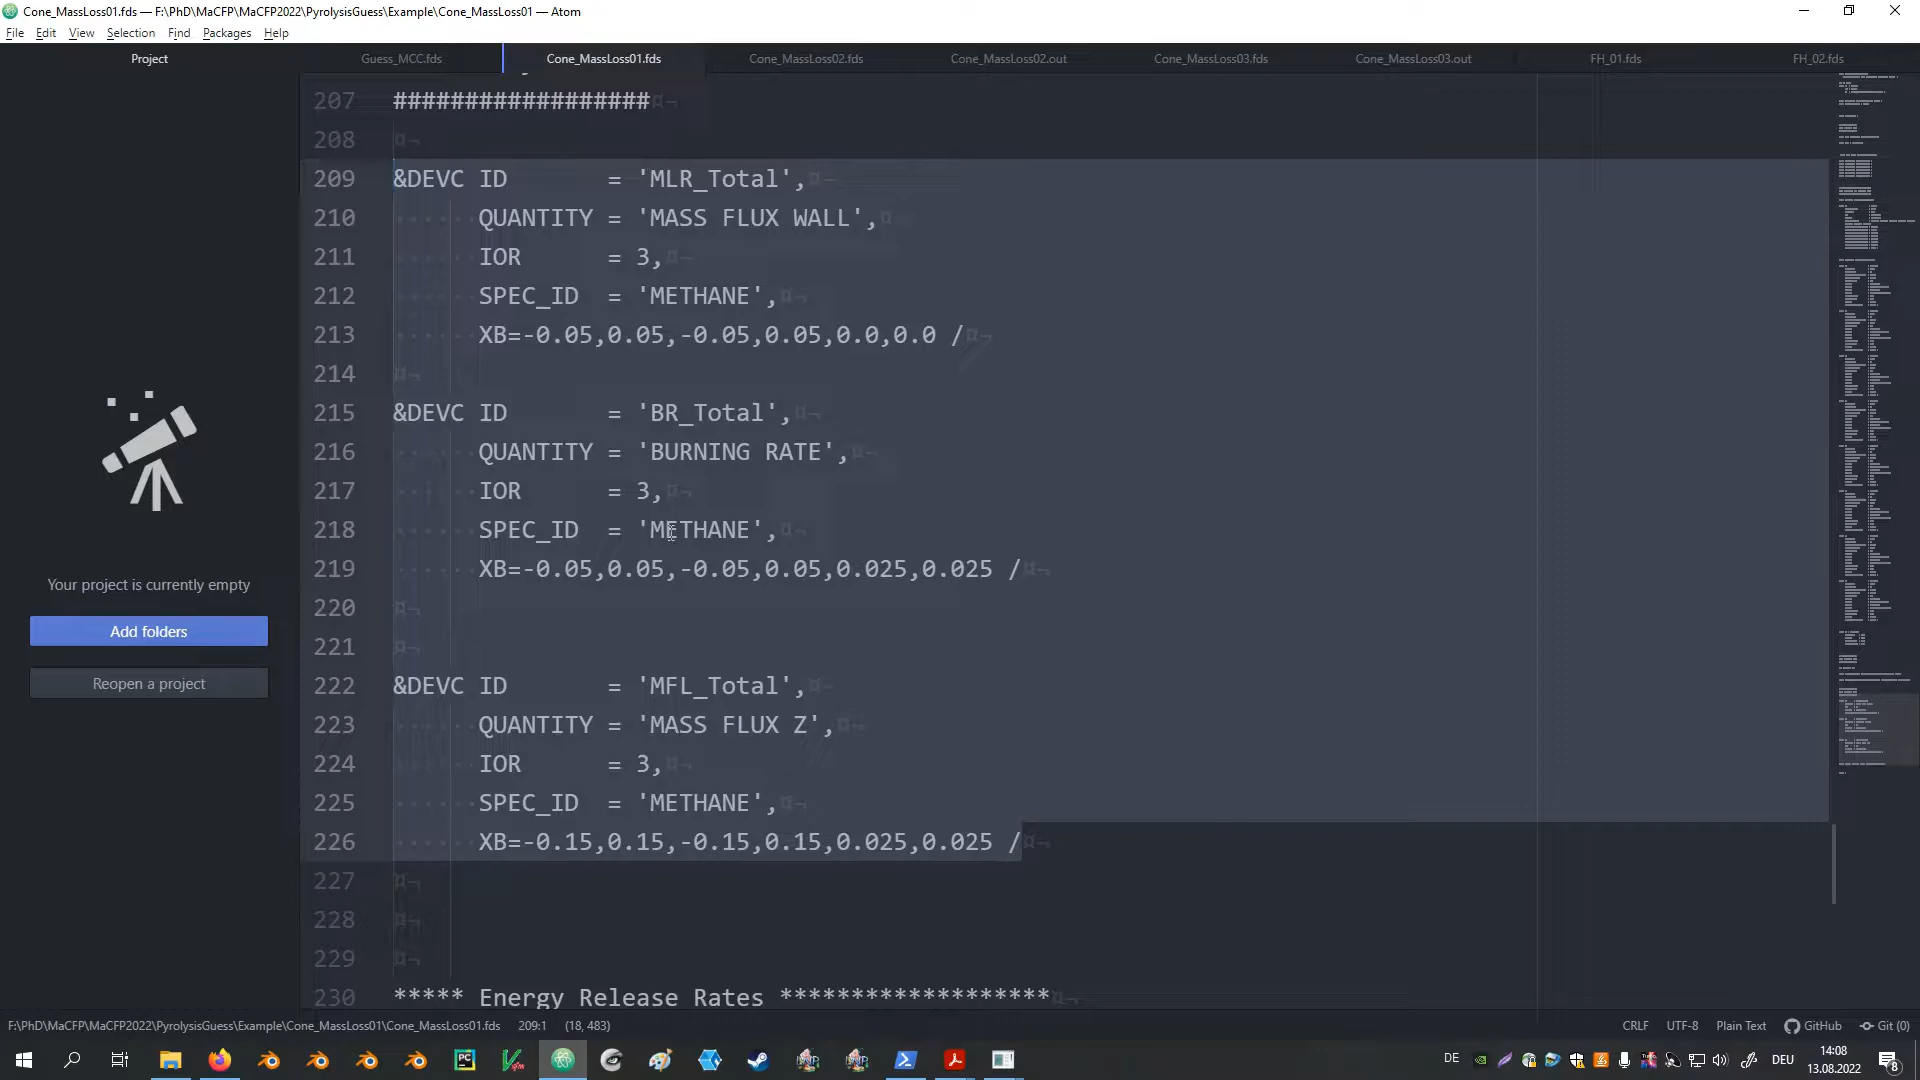 Cone_MassLoss01.fds — F:\PhD\MaCFP\MaCFP2022\PyrolysisGuess\Example\Cone_MassLoss01 — Atom
File Edit View Selection Find Packages Help
Project
Guess_MCC.fds Cone_MassLoss01.fds Cone_MassLoss02.fds Cone_MassLoss02.out Cone_MassLoss03.fds Cone_MassLoss03.out FH_01.fds FH_02.fds
207 ##################
208
209 &DEVC ID = 'MLR_Total',
210 QUANTITY = 'MASS FLUX WALL',
211 IOR = 3,
212 SPEC_ID = 'METHANE',
213 XB=-0.05,0.05,-0.05,0.05,0.0,0.0 /
214
215 &DEVC ID = 'BR_Total',
216 QUANTITY = 'BURNING RATE',
217 IOR = 3,
218 SPEC_ID = 'METHANE',
219 XB=-0.05,0.05,-0.05,0.05,0.025,0.025 /
220
221
222 &DEVC ID = 'MFL_Total',
223 QUANTITY = 'MASS FLUX Z',
224 IOR = 3,
225 SPEC_ID = 'METHANE',
226 XB=-0.15,0.15,-0.15,0.15,0.025,0.025 /
227
228
229
230 ***** Energy Release Rates *******************
Your project is currently empty
Add folders
Reopen a project
F:\PhD\MaCFP\MaCFP2022\PyrolysisGuess\Example\Cone_MassLoss01\Cone_MassLoss01.fds 209:1 (18, 483)
CRLF UTF-8 Plain Text GitHub Git (0)
PC
DE
DEU
14:08
13.08.2022
8